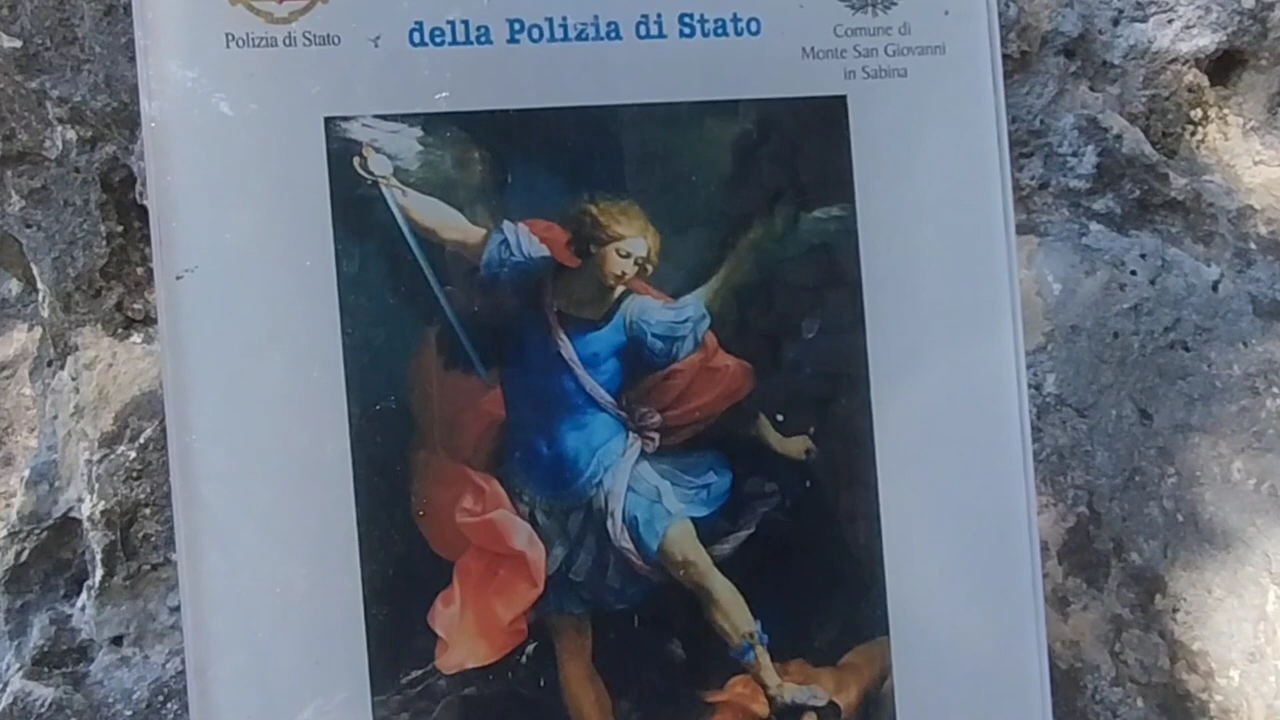 della Polizia di Stato
Polizia di Stato
Comune di
Monte San Giovanni
in Sabina